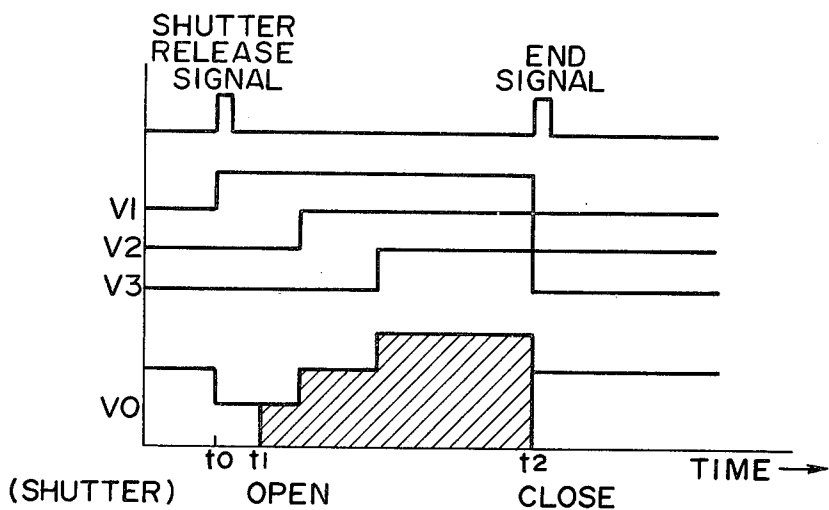 SHUTTER
RELEASE
SIGNAL
END
SIGNAL
V1
V2
V3
V0
t0 t1 t2 TIME →
(SHUTTER) OPEN CLOSE